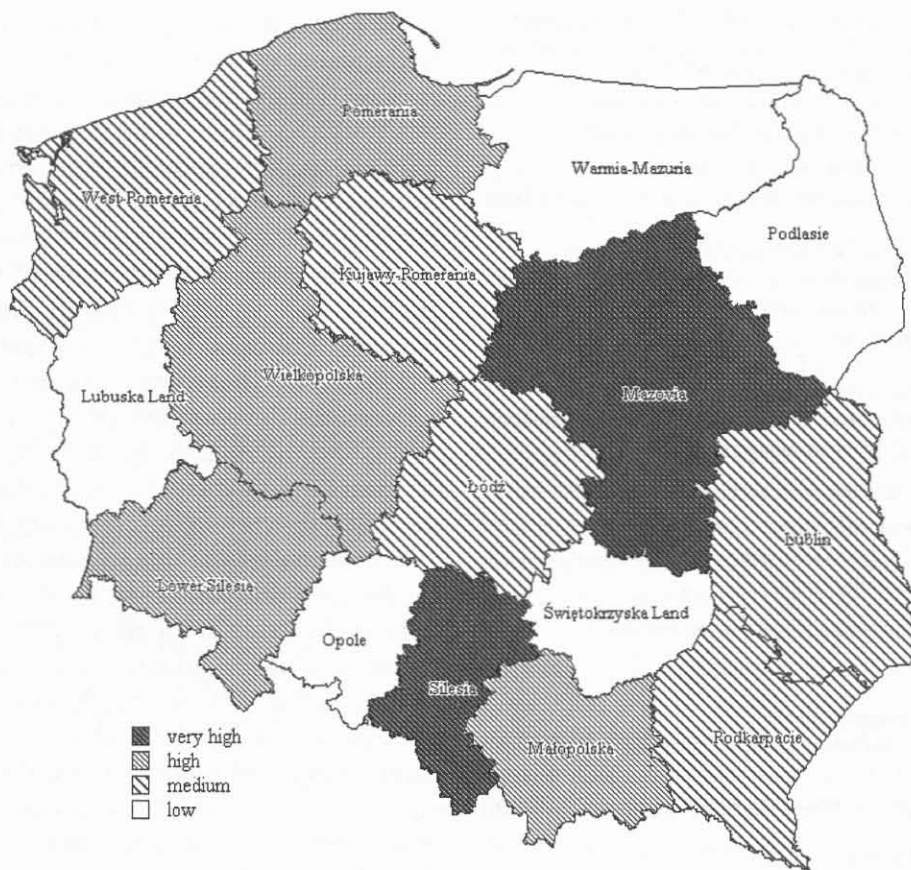 Pomerania
Warmia-Mazuria
West-Pomerania
Podlasie
Kujawy-Pomerania
Wielkopolska
Lubuska Land
Mazovia
Łódź
Lublin
Lower Silesia
Świętokrzyska Land
Opole
Silesia
Podkarpacie
Małopolska
very high
high
medium
low